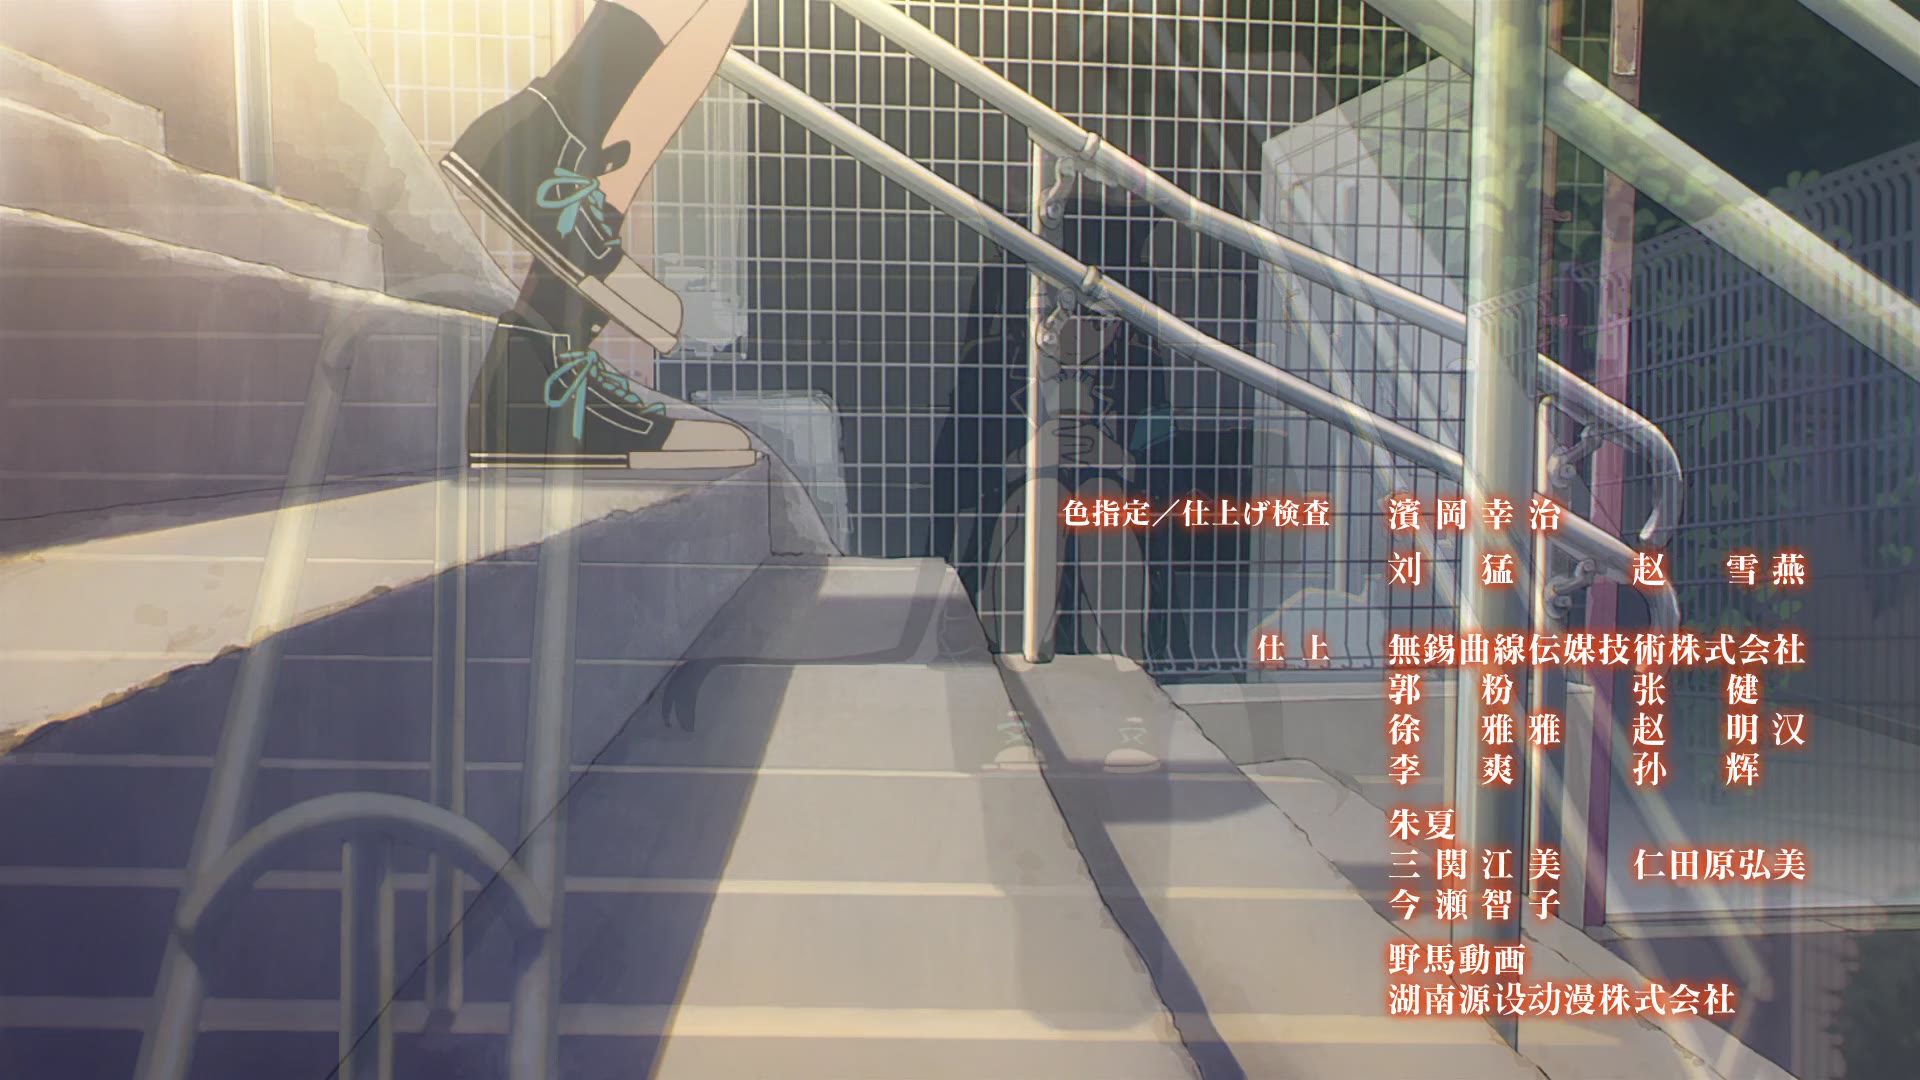 色指定／仕上げ検査 濱岡幸治
刘猛 赵雪燕
仕上 無錫曲線伝媒技術株式会社
郭粉 张健
徐雅雅 赵明汉
李爽 孙辉
朱夏
三関江美 仁田原弘美
今瀬智子
野馬動画
湖南源设动漫株式会社